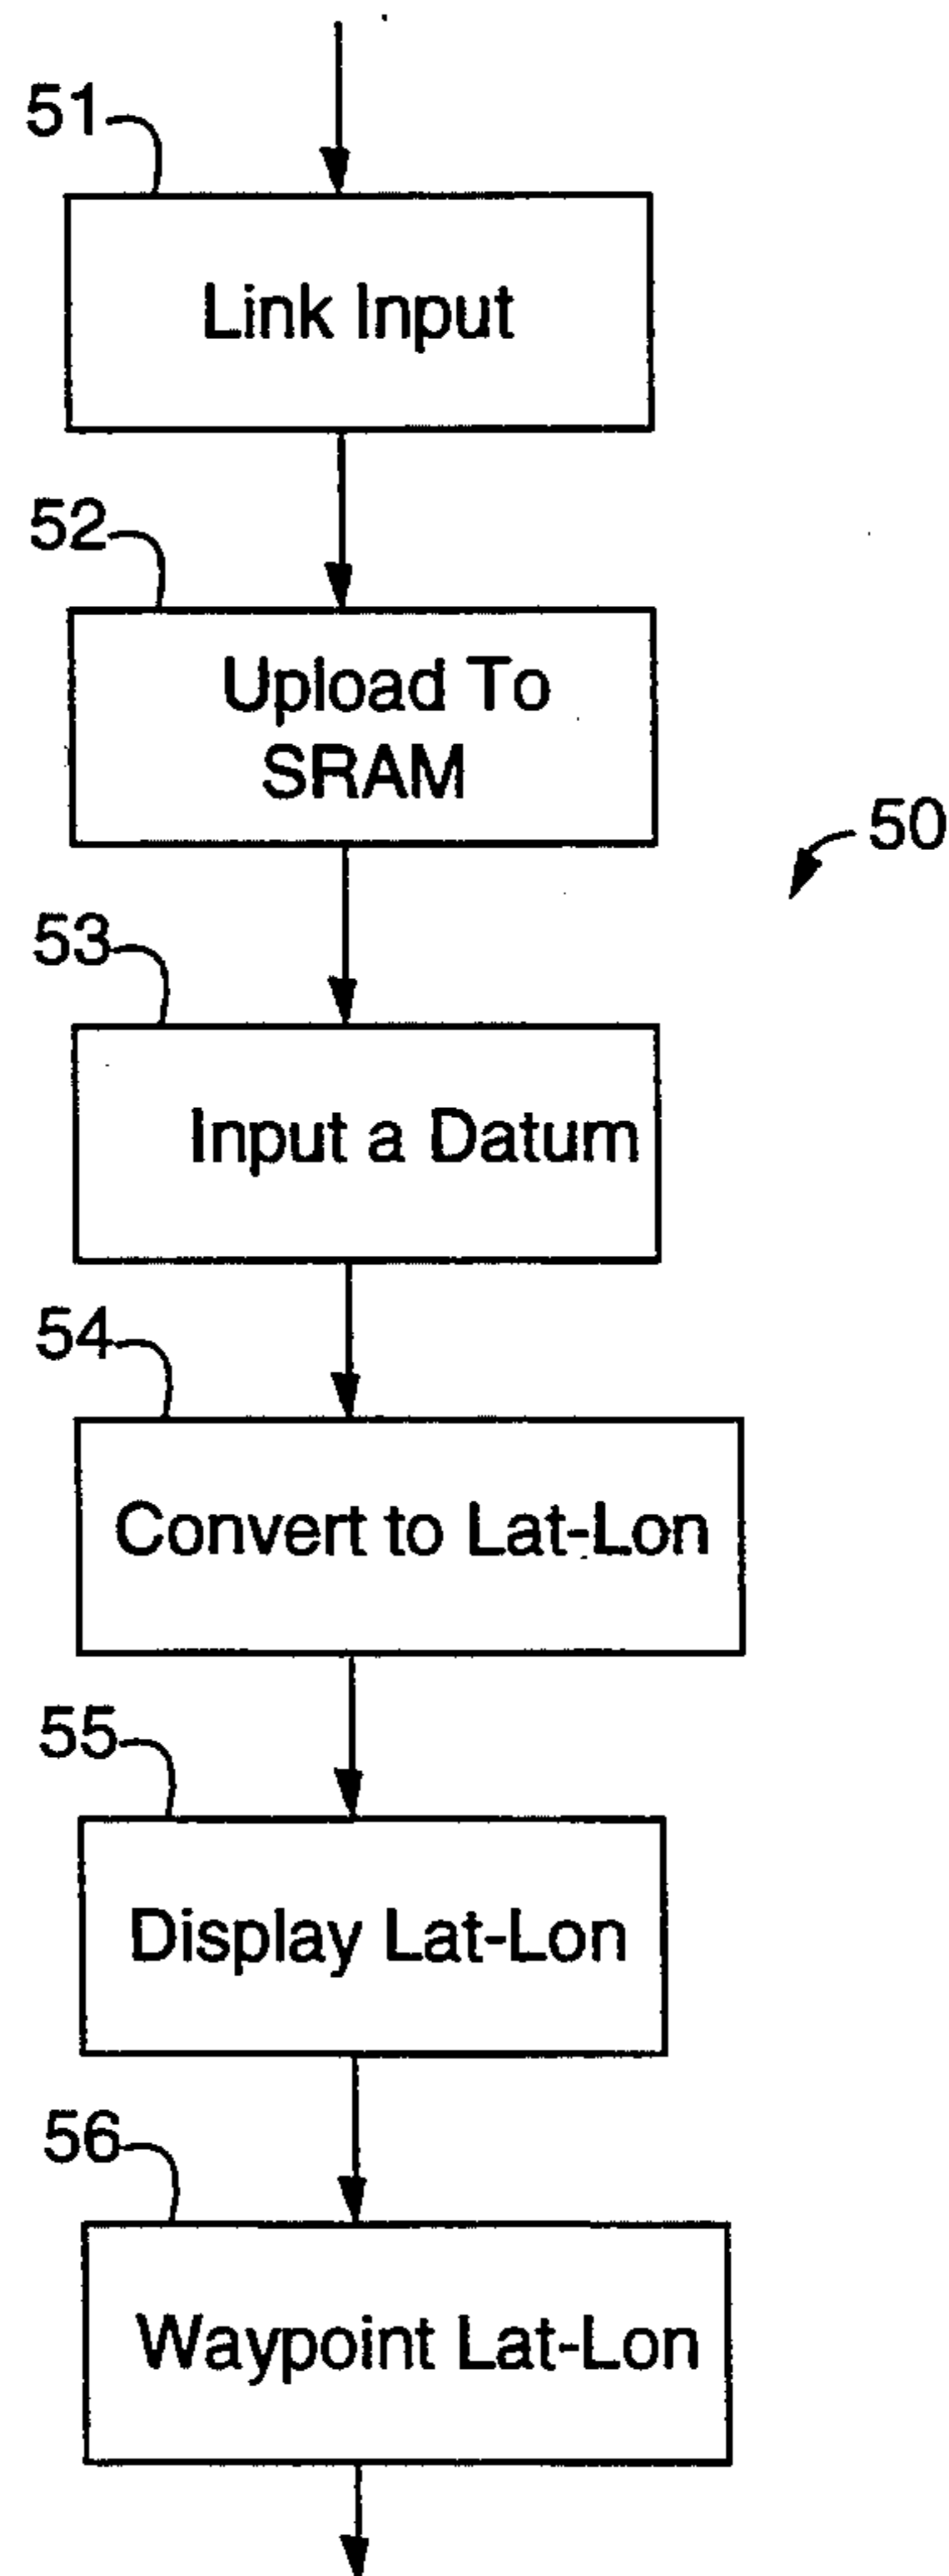 51
Link Input
52
Upload To
SRAM
50
53
Input a Datum
54
Convert to Lat-Lon
55
Display Lat-Lon
56
Waypoint Lat-Lon